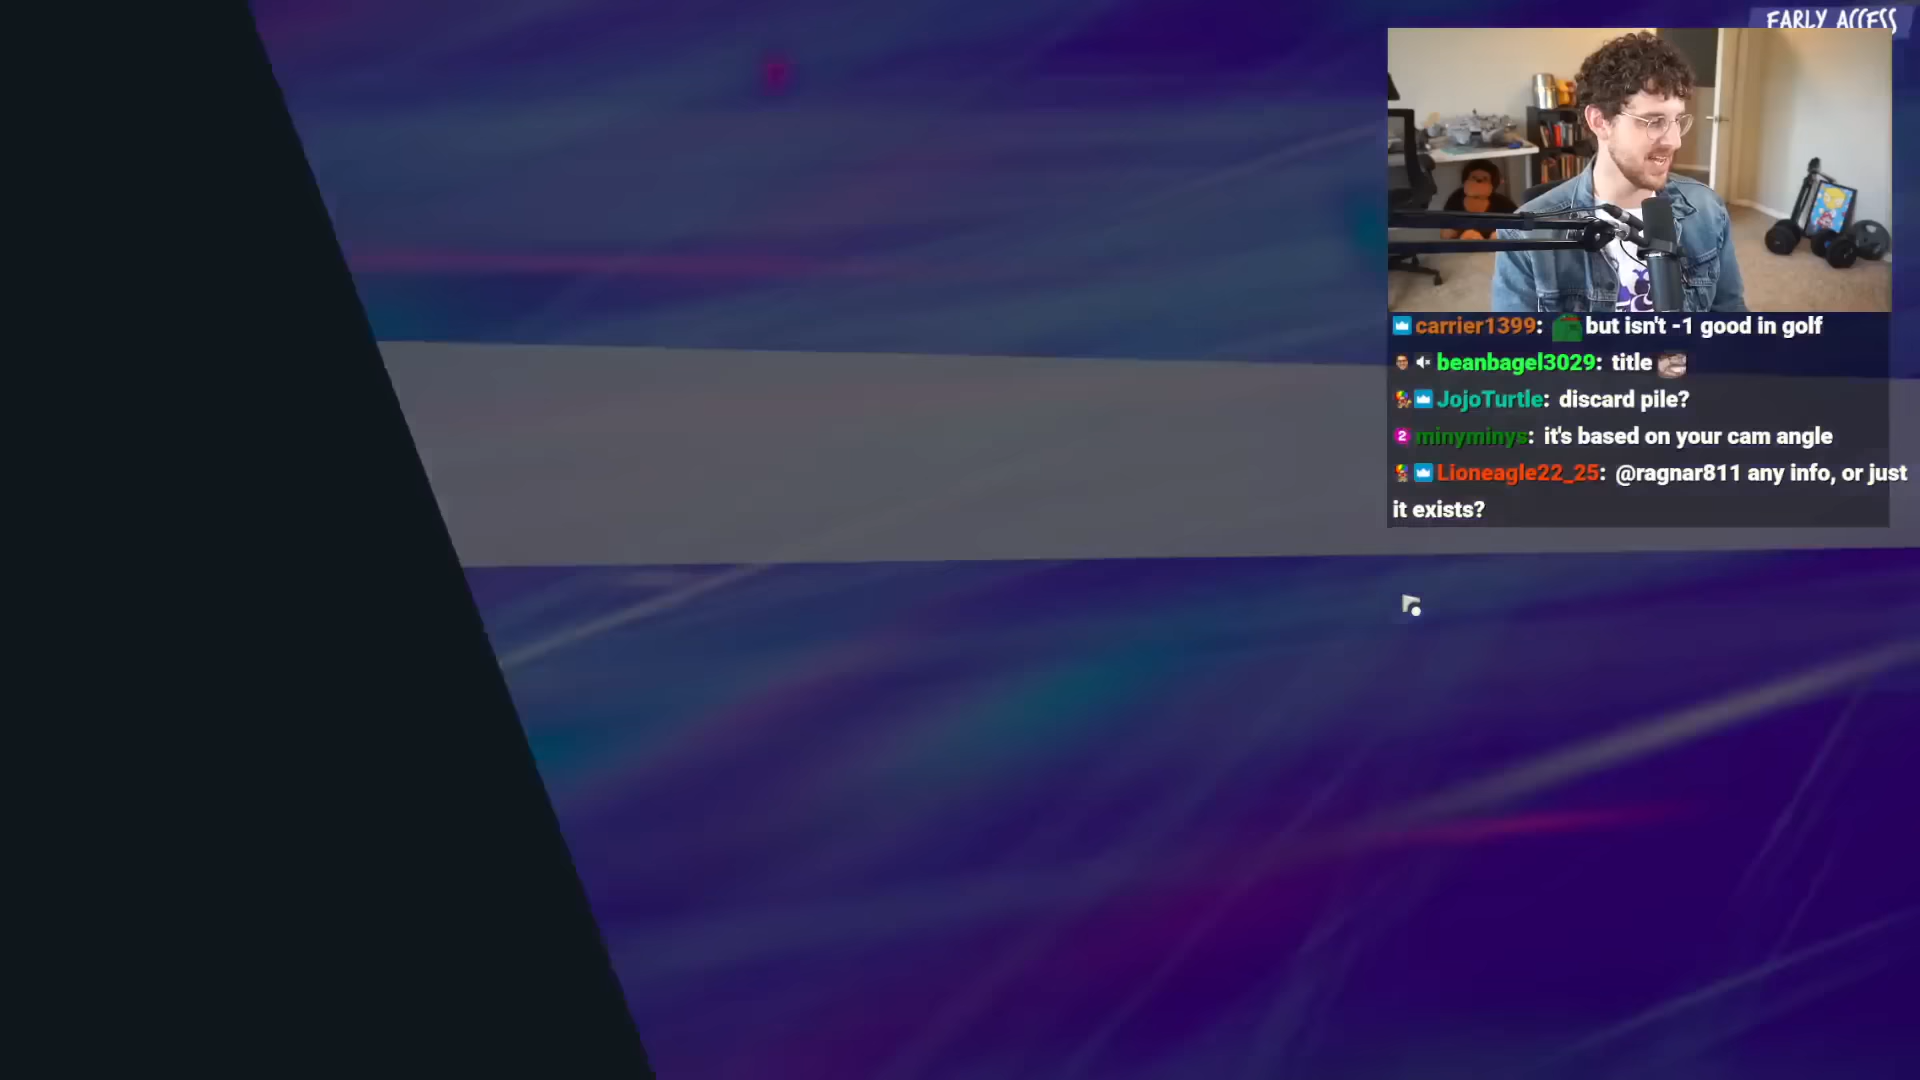 EARLY ACCESS
carrier1399: but isn't -1 good in golf
beanbagel3029: title
JojoTurtle: discard pile?
2 minyminys: it's based on your cam angle
Lioneagle22_25: @ragnar811 any info, or just
it exists?